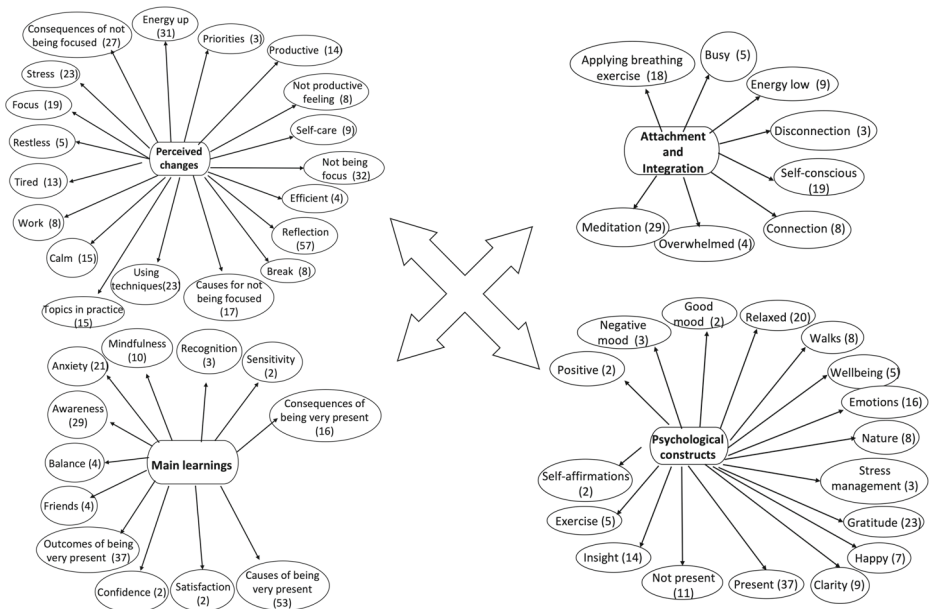 Consequences of not
being focused (27)
Energy up
(31)
Priorities (3)
Productive (14)
Stress (23)
Not productive
feeling (8)
Focus (19)
Self-care (9)
Restless (5)
Perceived
changes
Not being
focus (32)
Tired (13)
Efficient (4)
Work (8)
Reflection
(57)
Calm (15)
Break (8)
Using
techniques(23)
Causes for not
being focused
(17)
Topics in practice
(15)
Applying breathing
exercise (18)
Busy (5)
Energy low (9)
Attachment
and
Integration
Disconnection (3)
Self-conscious
(19)
Meditation (29)
Overwhelmed (4)
Connection (8)
Mindfulness
(10)
Recognition
(3)
Sensitivity
(2)
Anxiety (21)
Consequences of
being very present
(16)
Awareness
(29)
Main learnings
Balance (4)
Friends (4)
Outcomes of being
very present (37)
Confidence (2)
Satisfaction
(2)
Causes of being
very present
(53)
Good
mood (2)
Relaxed (20)
Negative
mood (3)
Walks (8)
Positive (2)
Wellbeing (5)
Emotions (16)
Psychological
constructs
Nature (8)
Self-affirmations
(2)
Stress
management (3)
Exercise (5)
Gratitude (23)
Insight (14)
Happy (7)
Not present
(11)
Present (37)
Clarity (9)